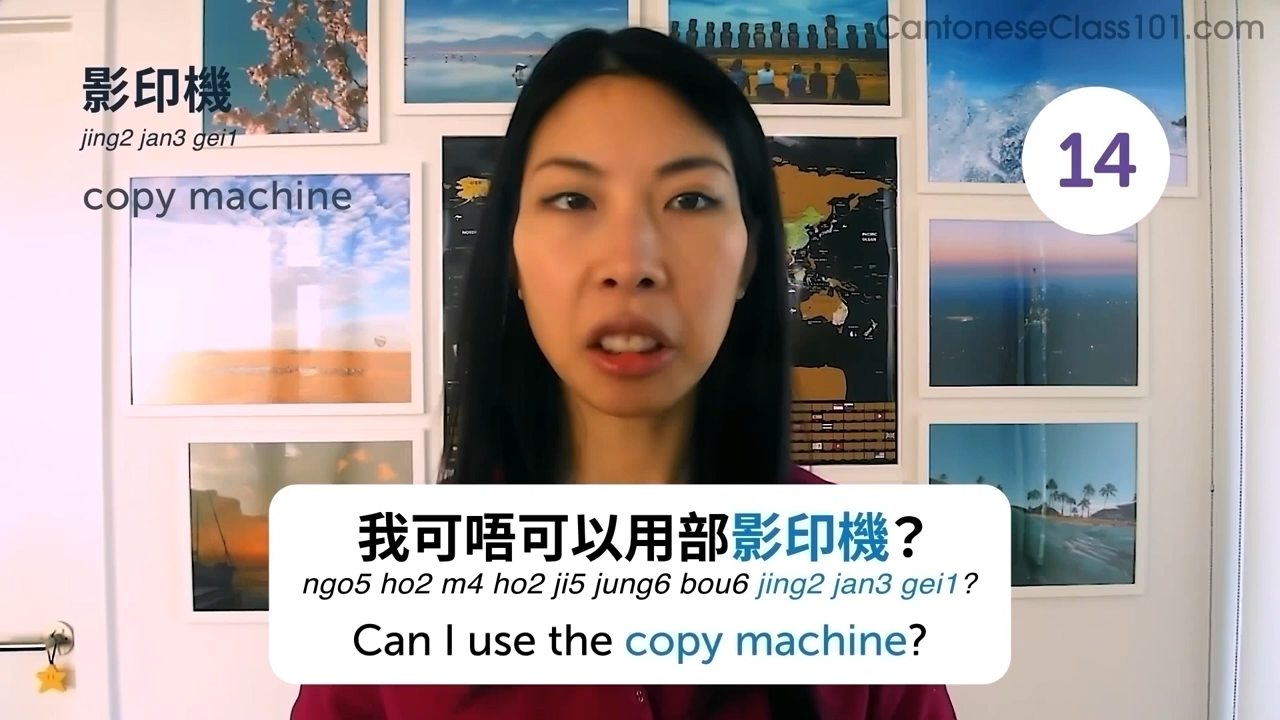 CantoneseClass101.com
影印機
jing2 jan3 gei1
copy machine
14
我可唔可以用部影印機？
ngo5 ho2 m4 ho2 ji5 jung6 bou6 jing2 jan3 gei1?
Can I use the copy machine?